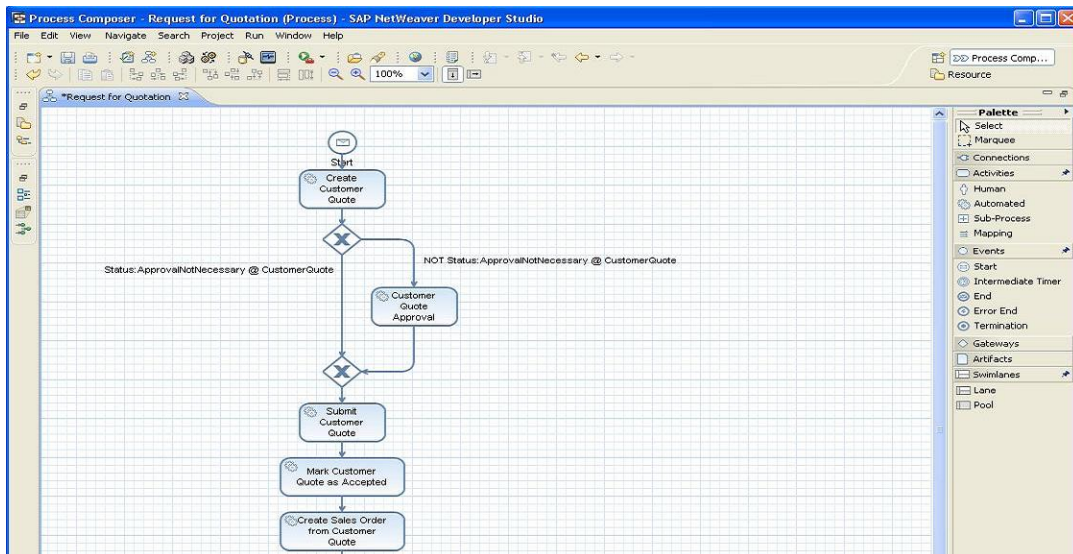 Process Composer - Request for Quotation (Process) - SAP NetWeaver Developer Studio
File Edit View Navigate Search Project Run Window Help
100%
Process Comp...
Resource
*Request for Quotation
Palette
Select
Marquee
Connections
Activities
Human
Automated
Sub-Process
Mapping
Events
Start
Intermediate Timer
End
Error End
Termination
Gateways
Artifacts
Swimlanes
Lane
Pool
Start
Create
Customer
Quote
NOT Status:ApprovalNotNecessary @ CustomerQuote
Status:ApprovalNotNecessary @ CustomerQuote
Customer
Quote
Approval
Submit
Customer
Quote
Mark Customer
Quote as Accepted
Create Sales Order
from Customer
Quote